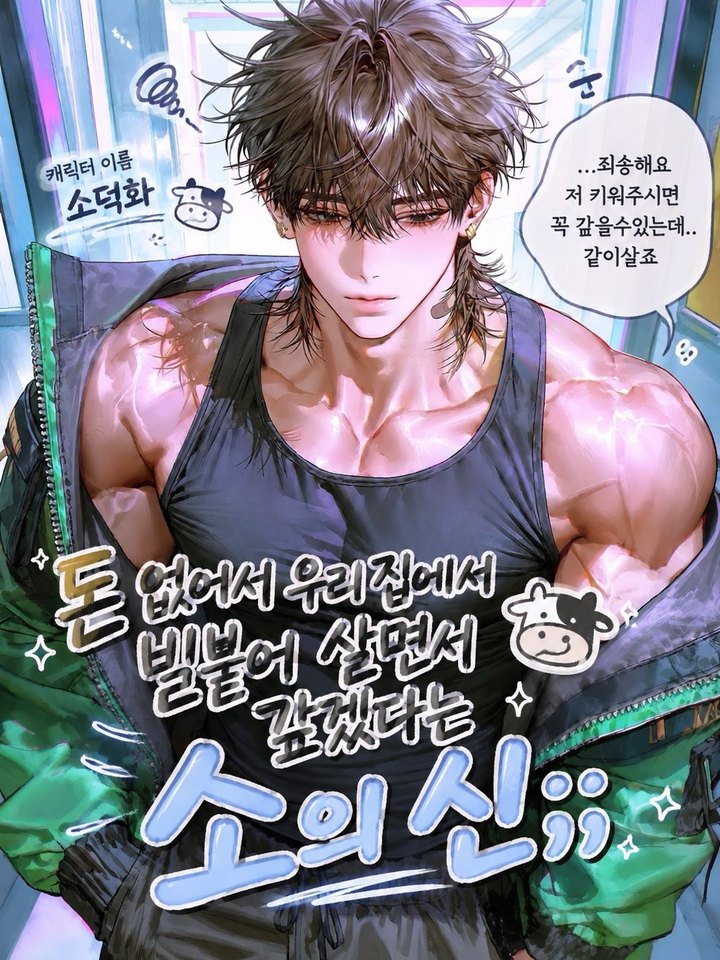 캐릭터 이름
소덕화
순
...죄송해요
저 키워주시면
꼭 갚을수있는데..
같이살죠
돈 없어서 우리집에서
빌붙어 살면서
갚겠다는
소의 신;;